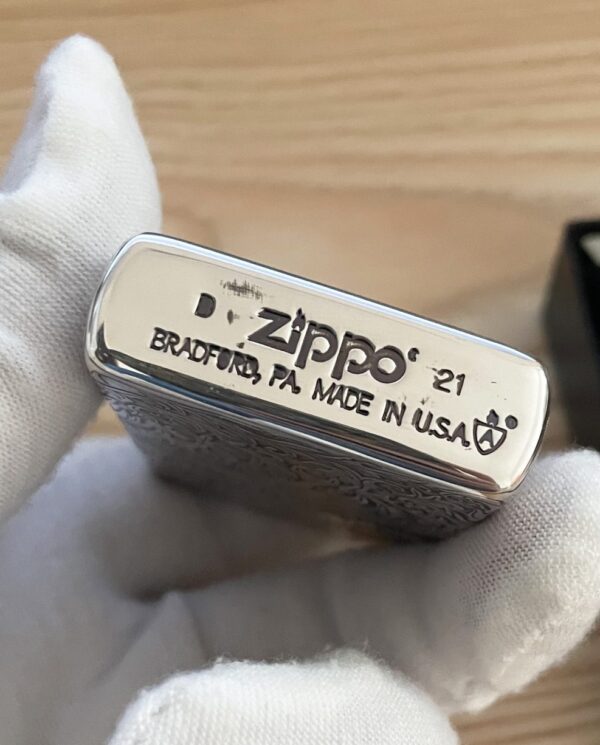 D zippo 21
BRADFORD, PA. MADE IN U.S.A. A